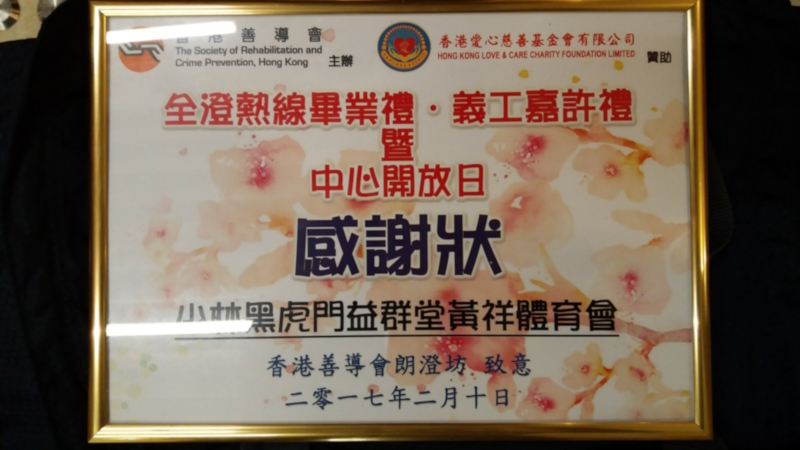 香港善導會
The Society of Rehabilitation and
Crime Prevention, Hong Kong 主辦
香港愛心慈善基金會有限公司
HONG KONG LOVE & CARE CHARITY FOUNDATION LIMITED 贊助
全澄熱線畢業禮・義工嘉許禮
暨
中心開放日
感謝狀
少林黑虎門益群堂黃祥體育會
香港善導會朗澄坊 致意
二零一七年二月十日